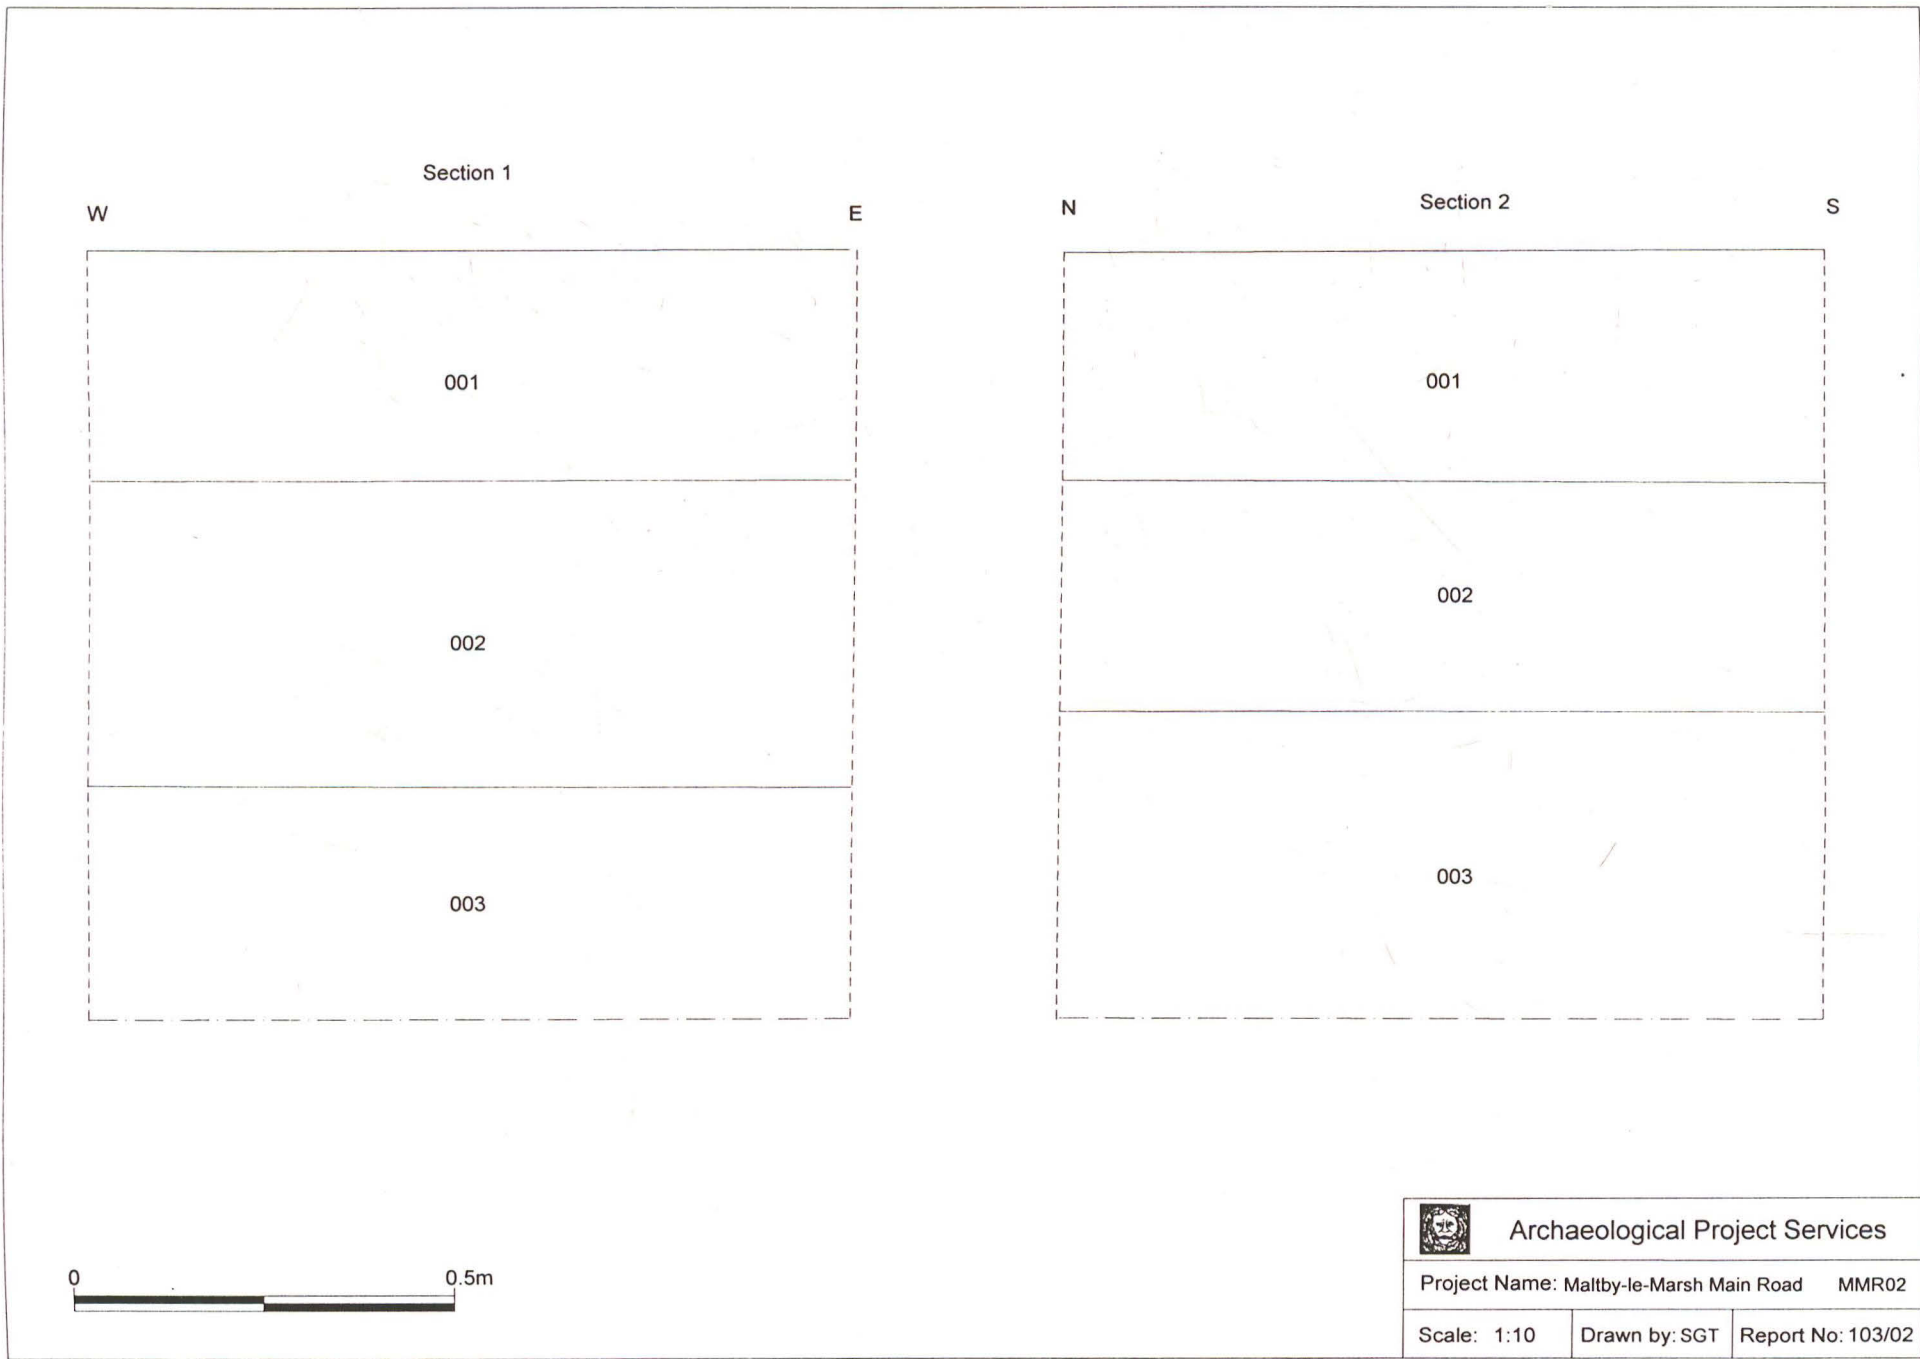 Section 1
W E
001
002
003
Section 2
N S
001
002
003
0 0.5m
Archaeological Project Services
Project Name: Maltby-le-Marsh Main Road MMR02
Scale: 1:10 Drawn by: SGT Report No: 103/02